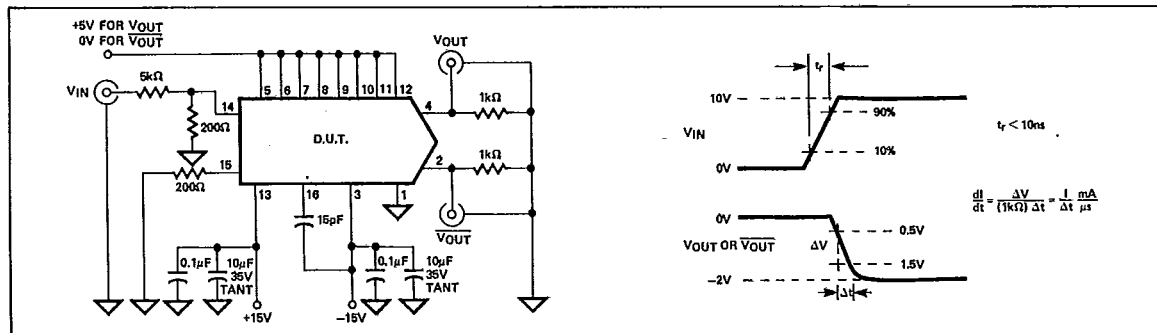 +5V FOR VOUT
0V FOR V̅O̅U̅T̅
VIN
5kΩ
200Ω
14
15
200Ω
5 6 7 8 9 10 11 12
D.U.T.
4
2
VOUT
1kΩ
1kΩ
V̅O̅U̅T̅
13
16
3
1
15pF
0.1μF
10μF
35V
TANT
+15V
-15V
0.1μF
10μF
35V
TANT
tr
10V
90%
VIN
10%
0V
tr < 10ns
dI/dt = ΔV/(1kΩ) Δt = I/Δt mA/μs
0V
0.5V
VOUT OR V̅O̅U̅T̅
ΔV
1.5V
-2V
Δt